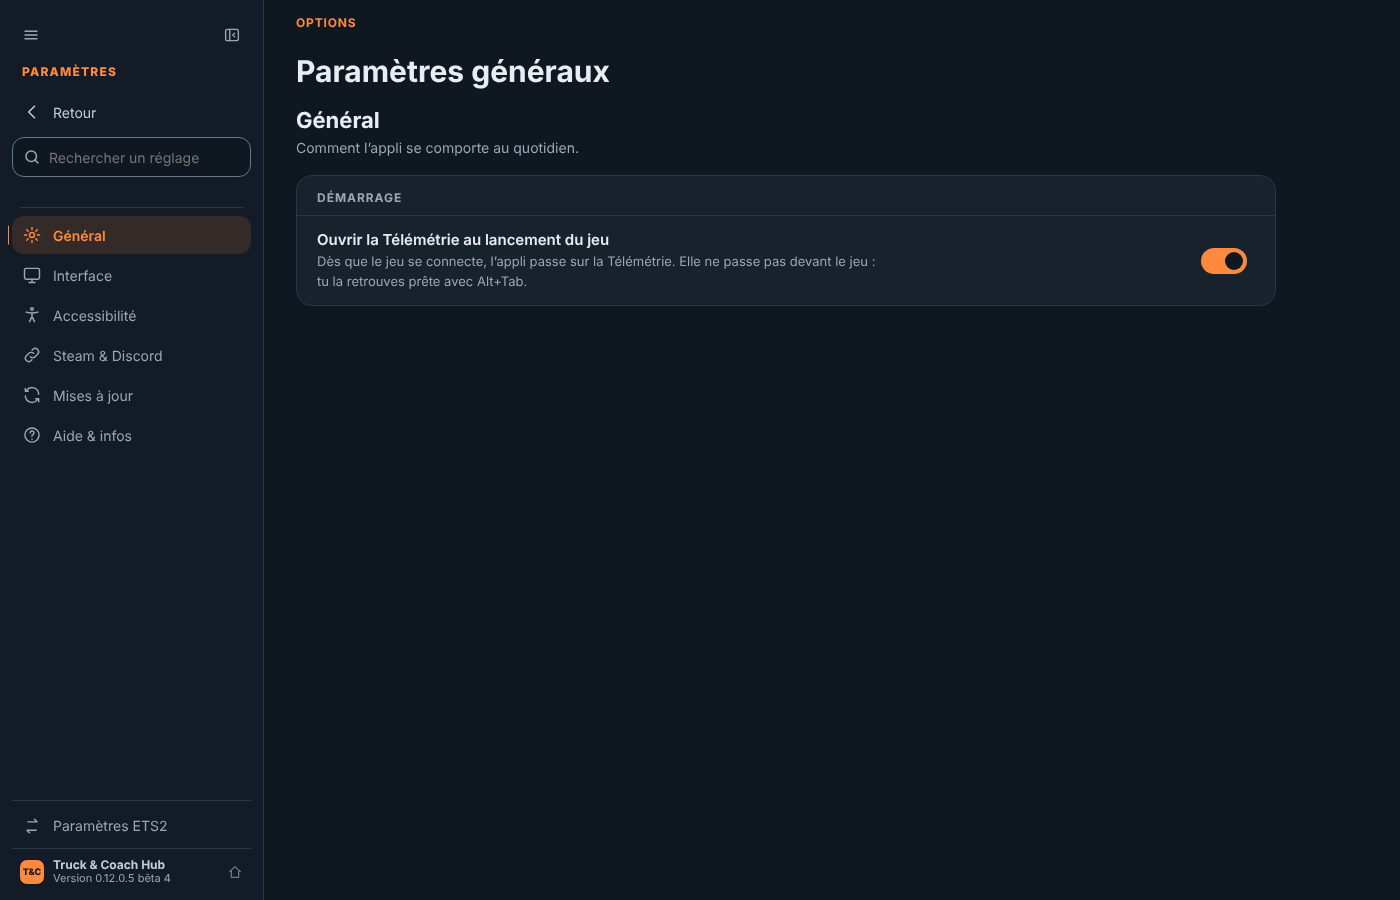 PARAMÈTRES
Retour
Rechercher un réglage
Général
Interface
Accessibilité
Steam & Discord
Mises à jour
Aide & infos
Paramètres ETS2
T&C
Truck & Coach Hub
Version 0.12.0.5 bêta 4
OPTIONS
Paramètres généraux
Général
Comment l’appli se comporte au quotidien.
DÉMARRAGE
Ouvrir la Télémétrie au lancement du jeu
Dès que le jeu se connecte, l’appli passe sur la Télémétrie. Elle ne passe pas devant le jeu :
tu la retrouves prête avec Alt+Tab.